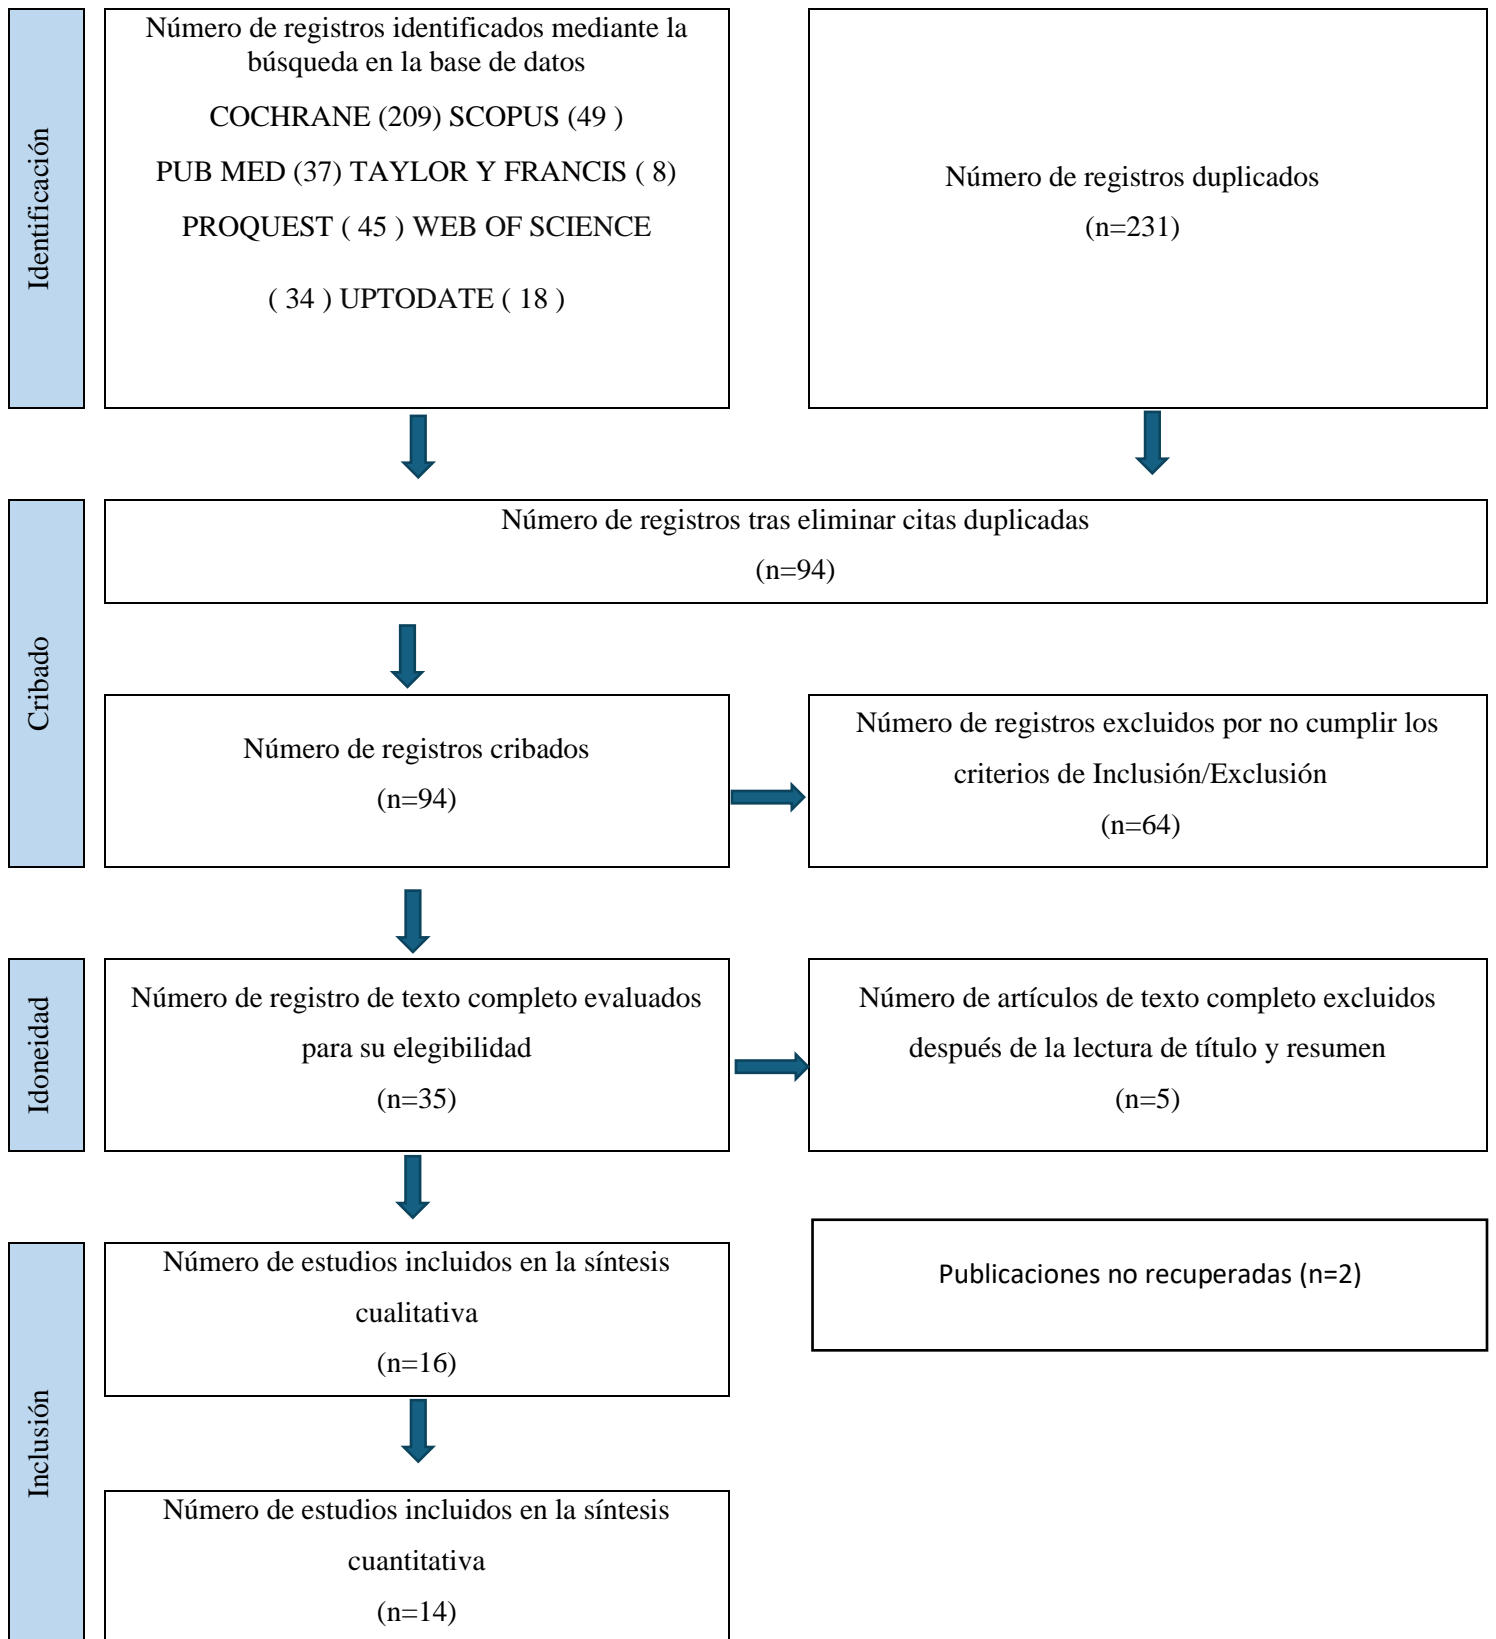 Identificación
Número de registros identificados mediante la
búsqueda en la base de datos
COCHRANE (209) SCOPUS (49 )
PUB MED (37) TAYLOR Y FRANCIS ( 8)
PROQUEST ( 45 ) WEB OF SCIENCE
( 34 ) UPTODATE ( 18 )
Número de registros duplicados
(n=231)
Cribado
Número de registros tras eliminar citas duplicadas
(n=94)
Número de registros cribados
(n=94)
Número de registros excluidos por no cumplir los
criterios de Inclusión/Exclusión
(n=64)
Idoneidad
Número de registro de texto completo evaluados
para su elegibilidad
(n=35)
Número de artículos de texto completo excluidos
después de la lectura de título y resumen
(n=5)
Inclusión
Número de estudios incluidos en la síntesis
cualitativa
(n=16)
Publicaciones no recuperadas (n=2)
Número de estudios incluidos en la síntesis
cuantitativa
(n=14)